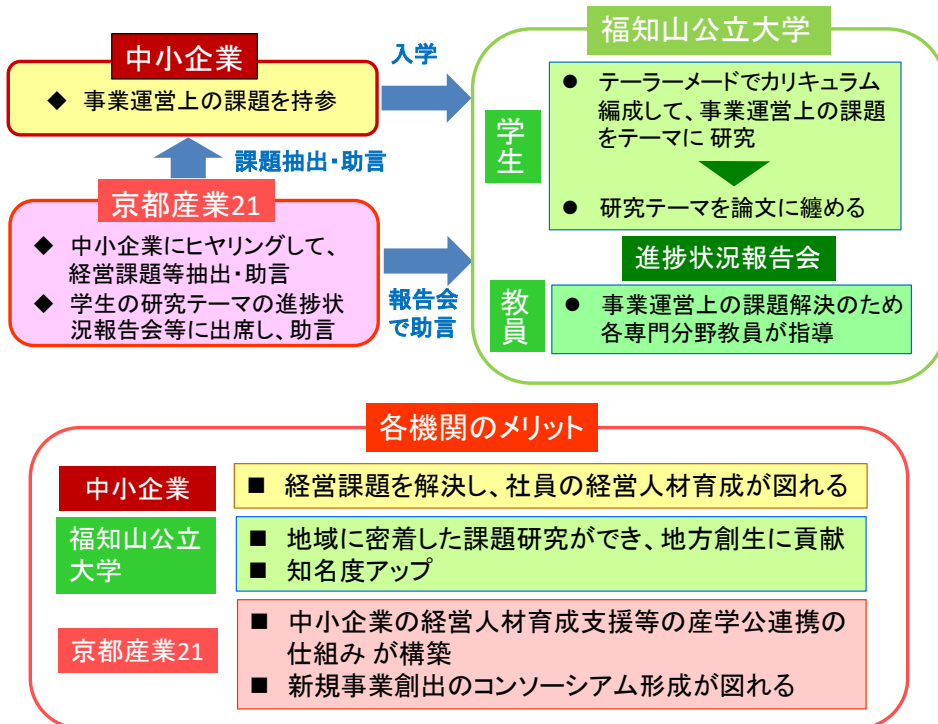 中小企業
◆ 事業運営上の課題を持参
入学
課題抽出・助言
京都産業21
◆ 中小企業にヒヤリングして、
経営課題等抽出・助言
◆ 学生の研究テーマの進捗状
況報告会等に出席し、助言
報告会
で助言
福知山公立大学
学生
● テーラーメードでカリキュラム
編成して、事業運営上の課題
をテーマに 研究
● 研究テーマを論文に纏める
進捗状況報告会
教員
● 事業運営上の課題解決のため
各専門分野教員が指導
各機関のメリット
中小企業
■ 経営課題を解決し、社員の経営人材育成が図れる
福知山公立
大学
■ 地域に密着した課題研究ができ、地方創生に貢献
■ 知名度アップ
京都産業21
■ 中小企業の経営人材育成支援等の産学公連携の
仕組み が構築
■ 新規事業創出のコンソーシアム形成が図れる